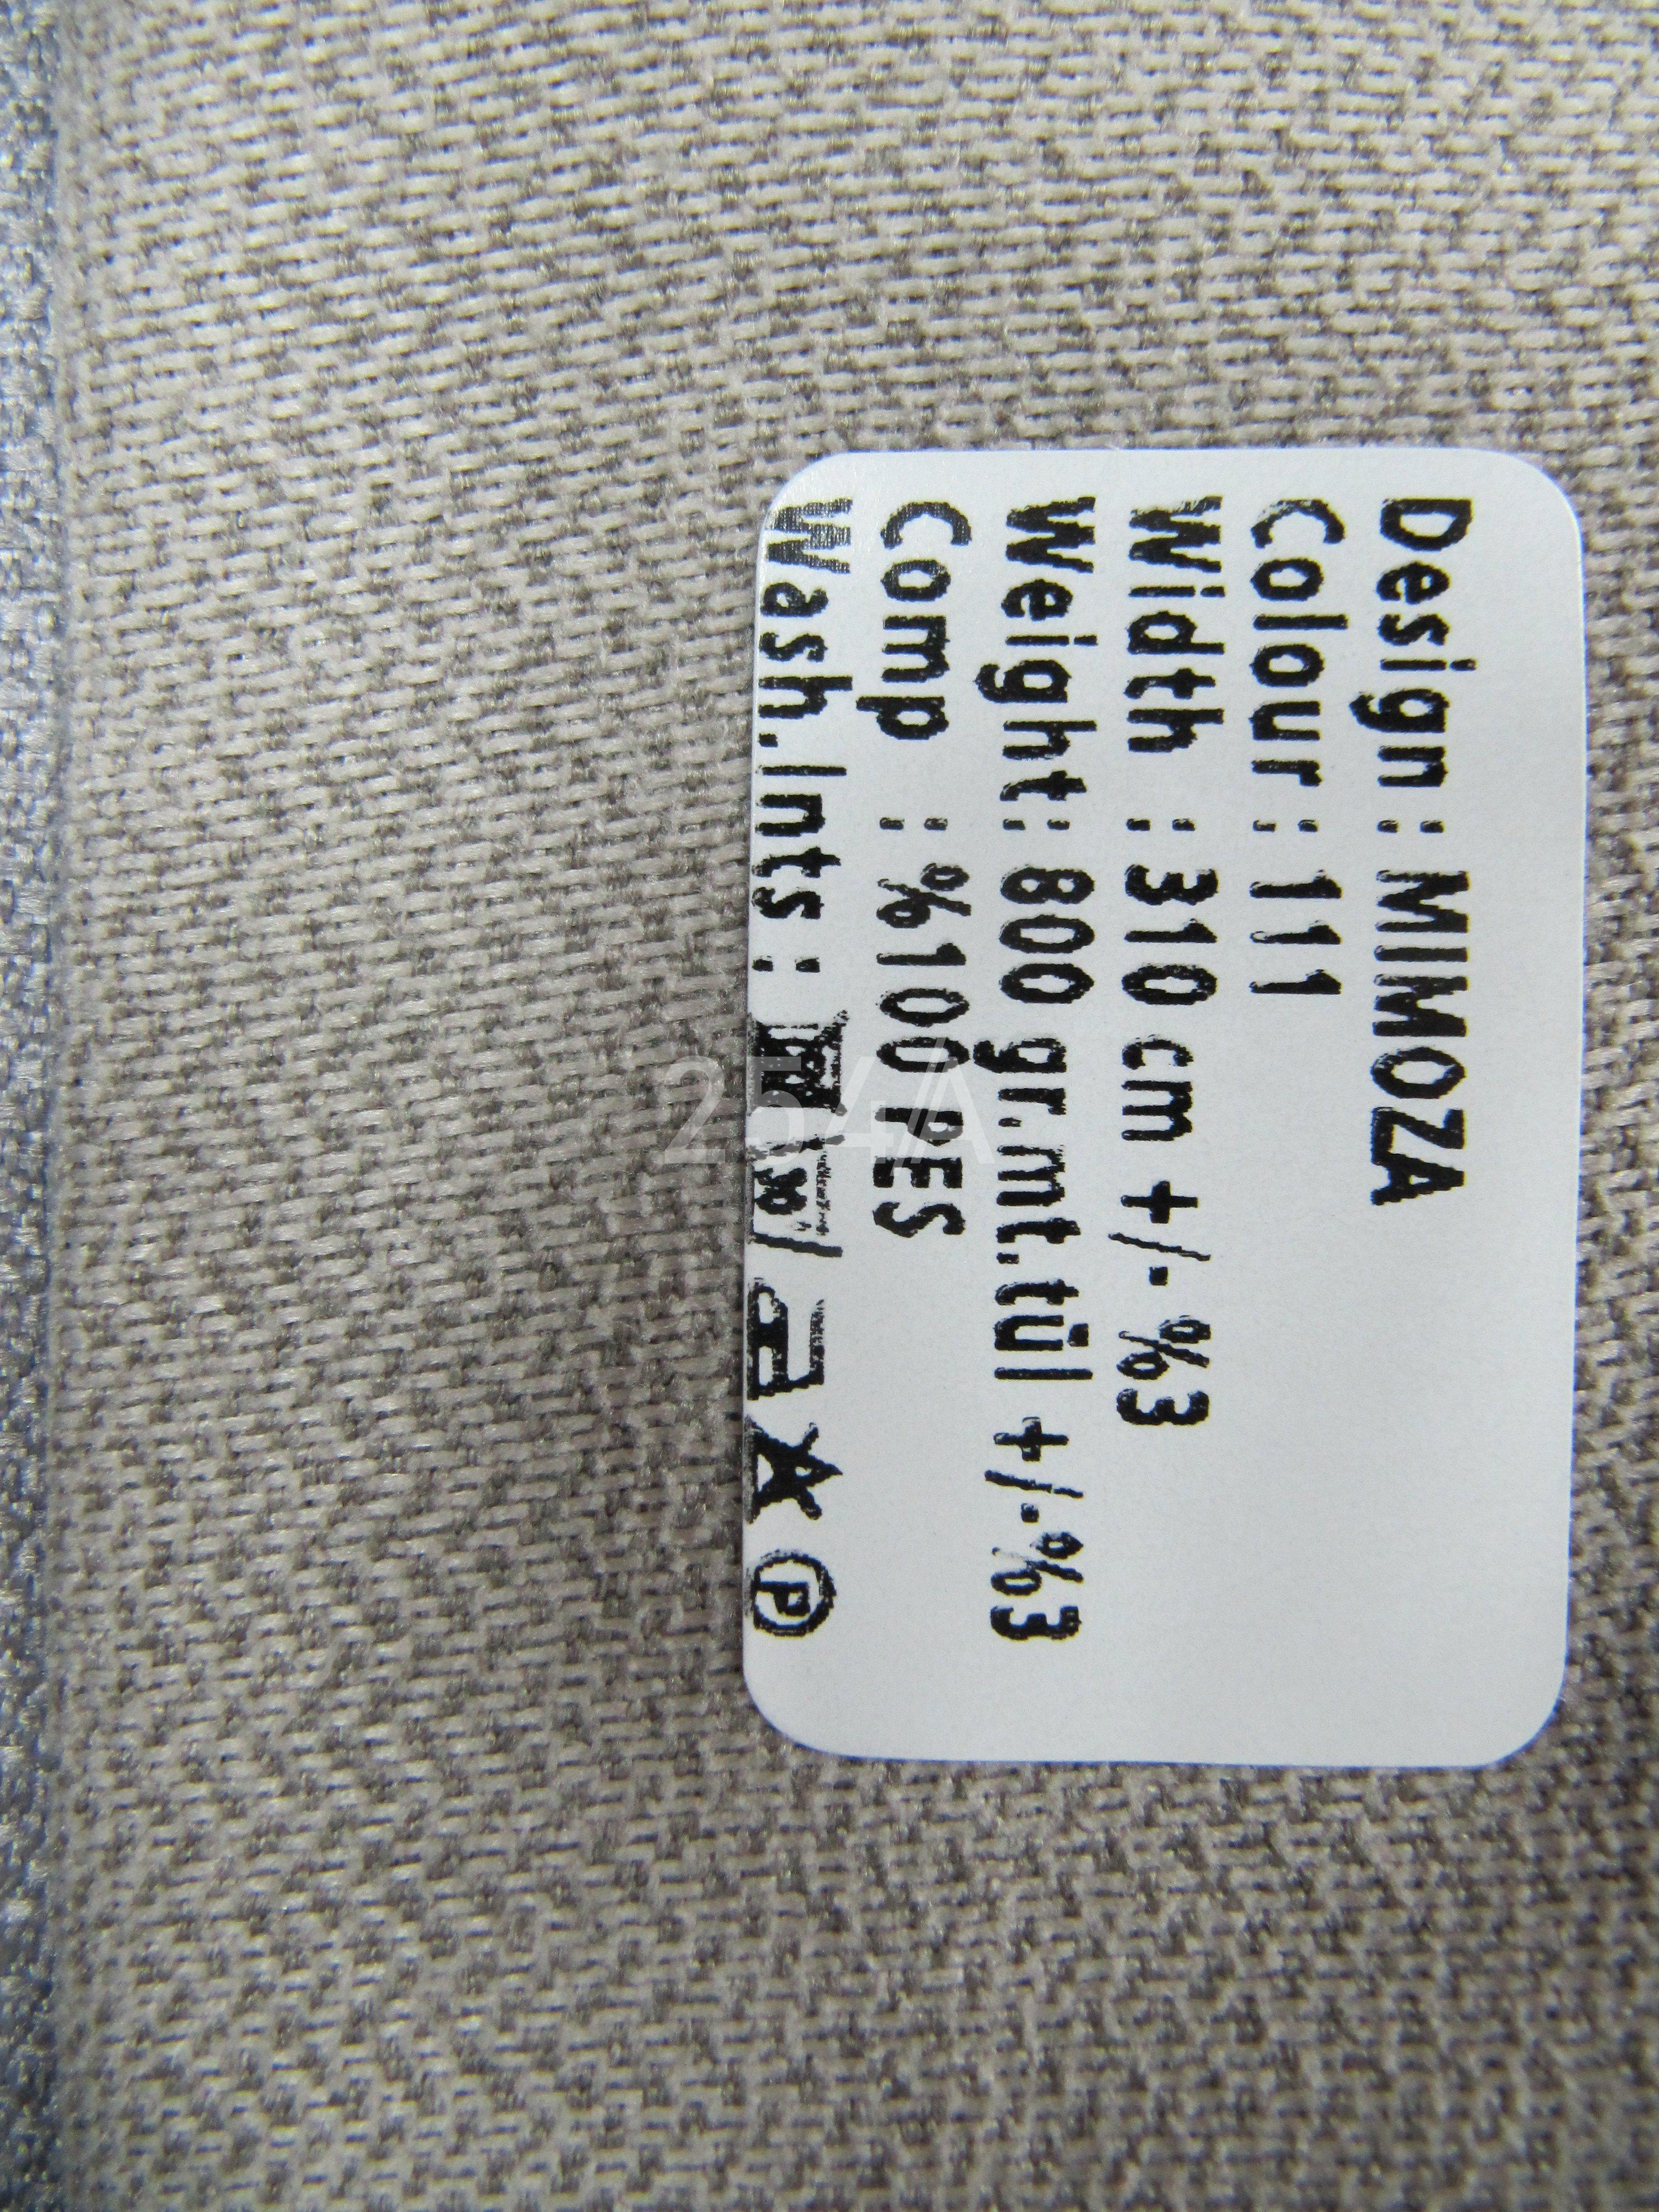 Design : MIMOZA
Colour : 111
Width : 310 cm +/- %3
Weight : 800 gr.mt.tül +/-%3
Comp : %100 PES
Wash.Ints :
P
254A